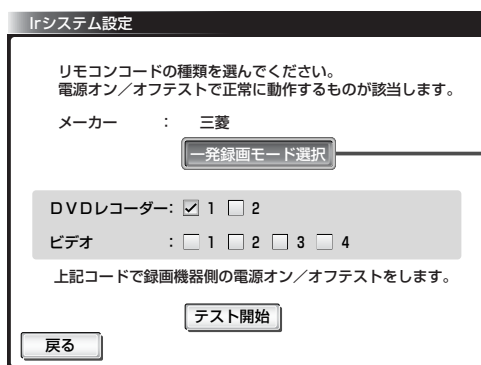 Irシステム設定
リモコンコードの種類を選んでください。
電源オン／オフテストで正常に動作するものが該当します。
メーカー ： 三菱
一発録画モード選択
ＤＶＤレコーダー： 1 2
ビデオ ： 1 2 3 4
上記コードで録画機器側の電源オン／オフテストをします。
テスト開始
戻る